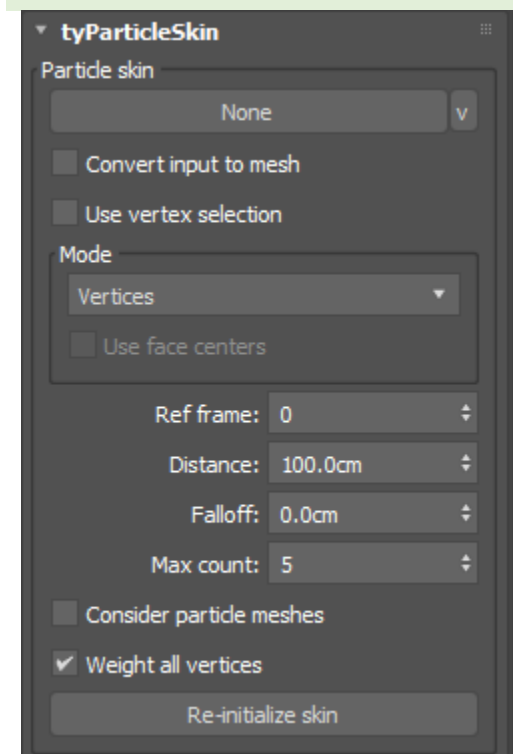 tyParticleSkin
Particle skin
None v
Convert input to mesh
Use vertex selection
Mode
Vertices
Use face centers
Ref frame: 0
Distance: 100.0cm
Falloff: 0.0cm
Max count: 5
Consider particle meshes
Weight all vertices
Re-initialize skin